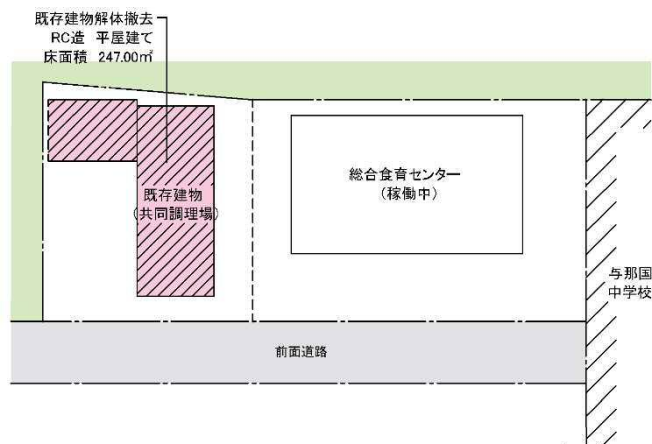 既存建物解体撤去
RC造 平屋建て
床面積 247.00㎡
総合食育センター
(稼働中)
既存建物
(共同調理場)
与那国
中学校
前面道路